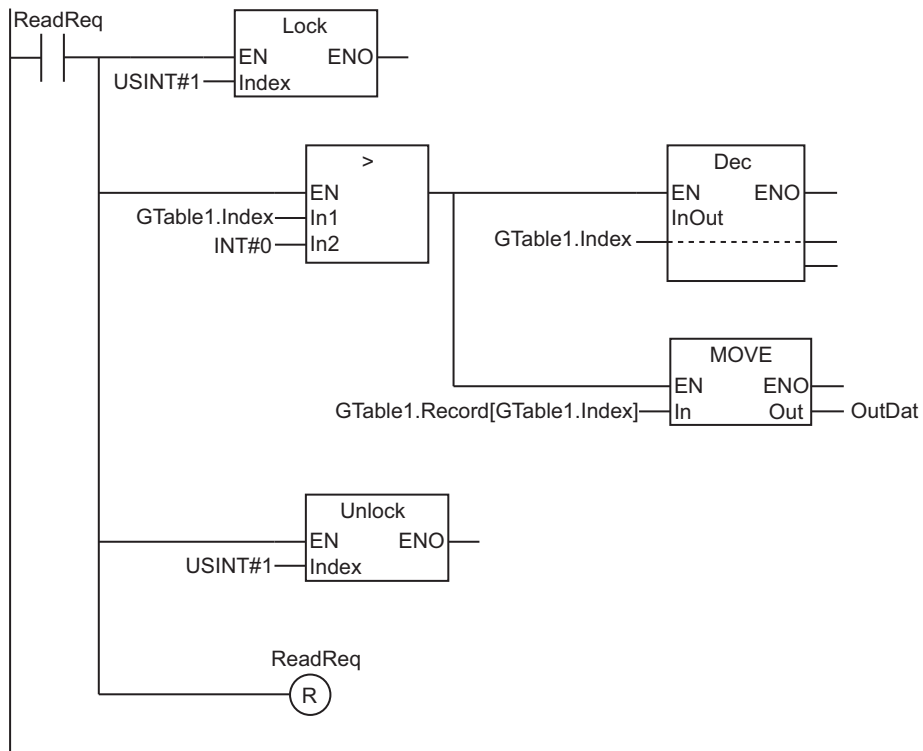 ReadReq
Lock
EN ENO
USINT#1 Index
>
EN
GTable1.Index In1
INT#0 In2
Dec
EN ENO
InOut
GTable1.Index
MOVE
EN ENO
GTable1.Record[GTable1.Index] In Out OutDat
Unlock
EN ENO
USINT#1 Index
ReadReq
R